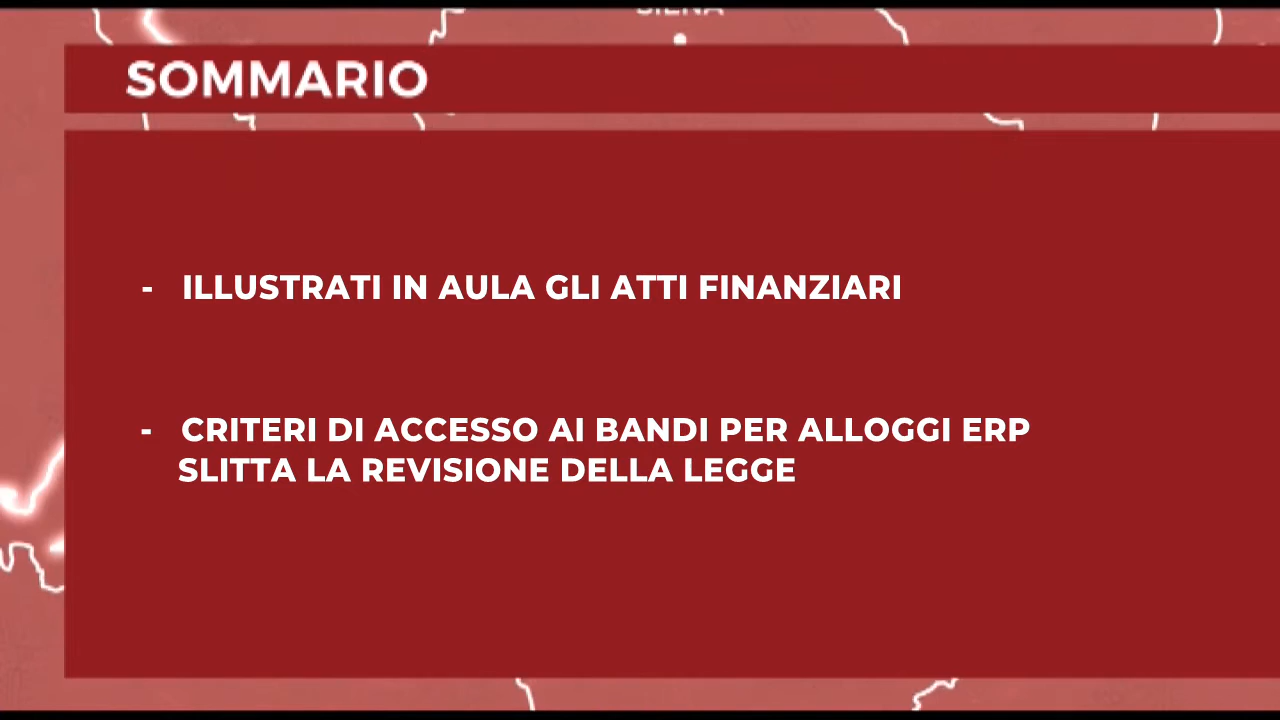 SIENA
SOMMARIO
- ILLUSTRATI IN AULA GLI ATTI FINANZIARI
- CRITERI DI ACCESSO AI BANDI PER ALLOGGI ERP
SLITTA LA REVISIONE DELLA LEGGE